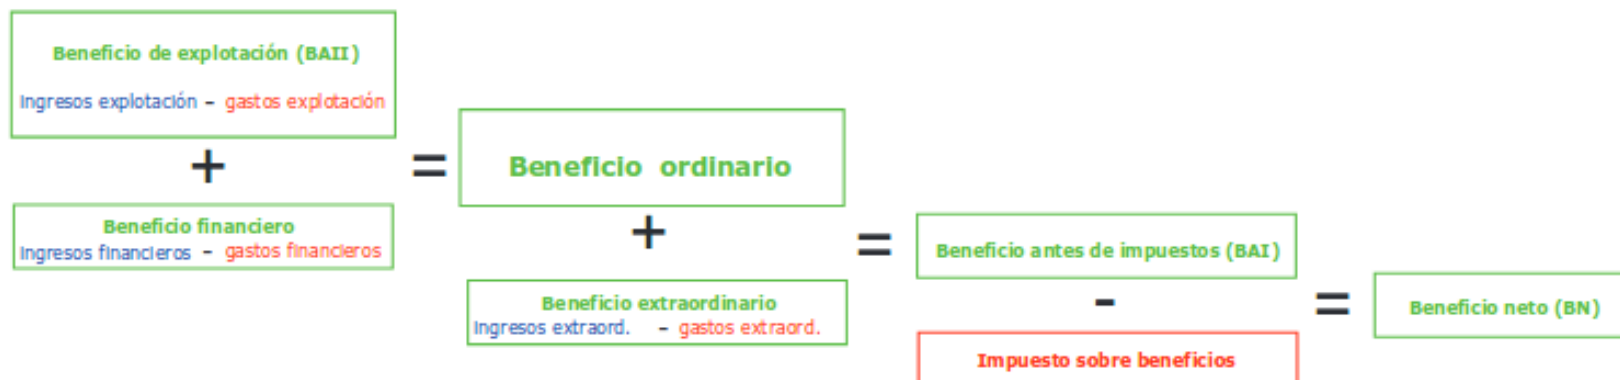 Beneficio de explotación (BAII)
Ingresos explotación - gastos explotación
+
Beneficio financiero
Ingresos financieros - gastos financieros
=
Beneficio ordinario
+
Beneficio extraordinario
Ingresos extraord. - gastos extraord.
=
Beneficio antes de impuestos (BAI)
-
Impuesto sobre beneficios
=
Beneficio neto (BN)